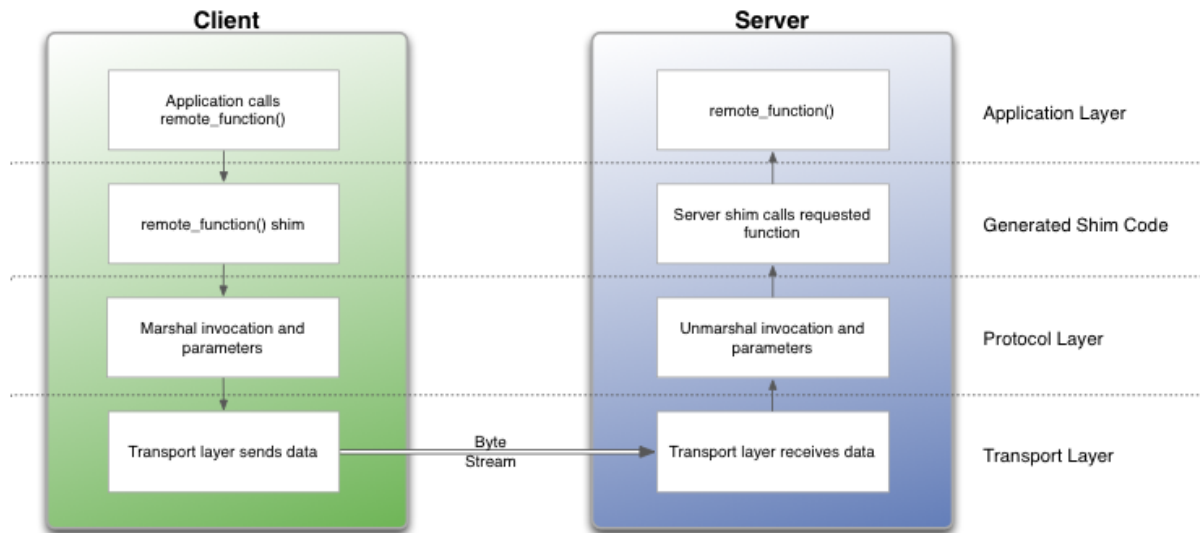 Client
Server
Application calls
remote_function()
remote_function()
Application Layer
remote_function() shim
Server shim calls requested
function
Generated Shim Code
Marshal invocation and
parameters
Unmarshal invocation and
parameters
Protocol Layer
Transport layer sends data
Byte
Stream
Transport layer receives data
Transport Layer